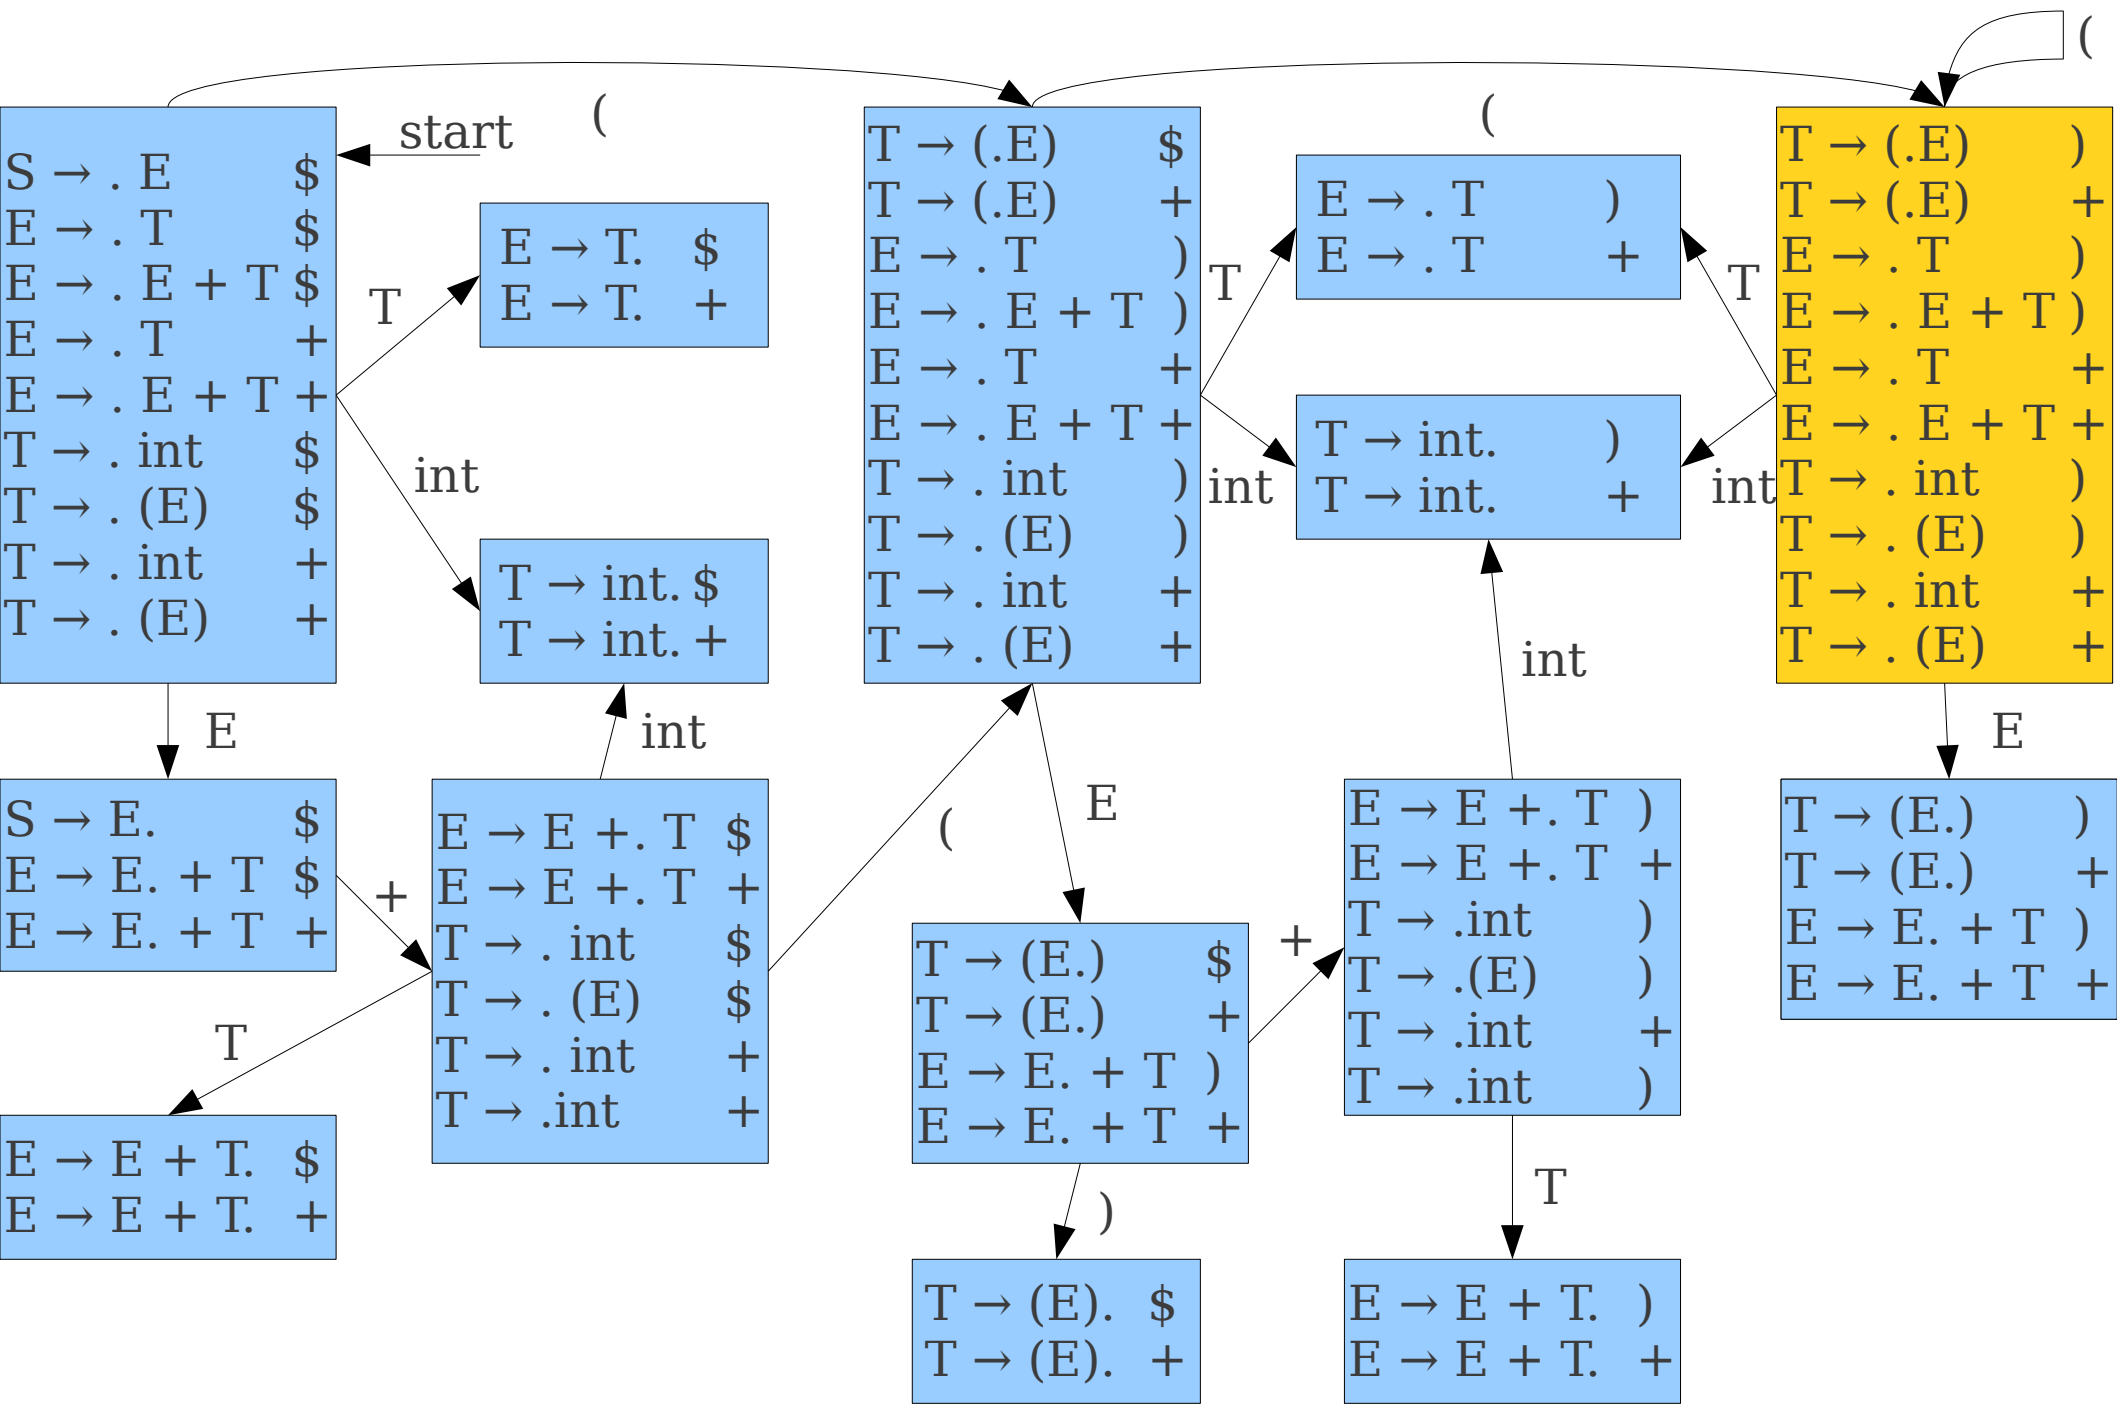 (
start
(
(
S → . E $
E → . T $
E → . E + T $
E → . T +
E → . E + T +
T → . int $
T → . (E) $
T → . int +
T → . (E) +
T
E → T. $
E → T. +
int
T → int. $
T → int. +
T → (.E) $
T → (.E) +
E → . T )
E → . E + T )
E → . T +
E → . E + T +
T → . int )
T → . (E) )
T → . int +
T → . (E) +
T
E → . T )
E → . T +
T
int
T → int. )
T → int. +
int
T → (.E) )
T → (.E) +
E → . T )
E → . E + T )
E → . T +
E → . E + T +
T → . int )
T → . (E) )
T → . int +
T → . (E) +
E
int
int
E
S → E. $
E → E. + T $
E → E. + T +
+
E → E +. T $
E → E +. T +
T → . int $
T → . (E) $
T → . int +
T → .int +
(
E
T
E → E + T. $
E → E + T. +
T → (E.) $
T → (E.) +
E → E. + T )
E → E. + T +
+
E → E +. T )
E → E +. T +
T → .int )
T → .(E) )
T → .int +
T → .int )
T → (E.) )
T → (E.) +
E → E. + T )
E → E. + T +
)
T
T → (E). $
T → (E). +
E → E + T. )
E → E + T. +